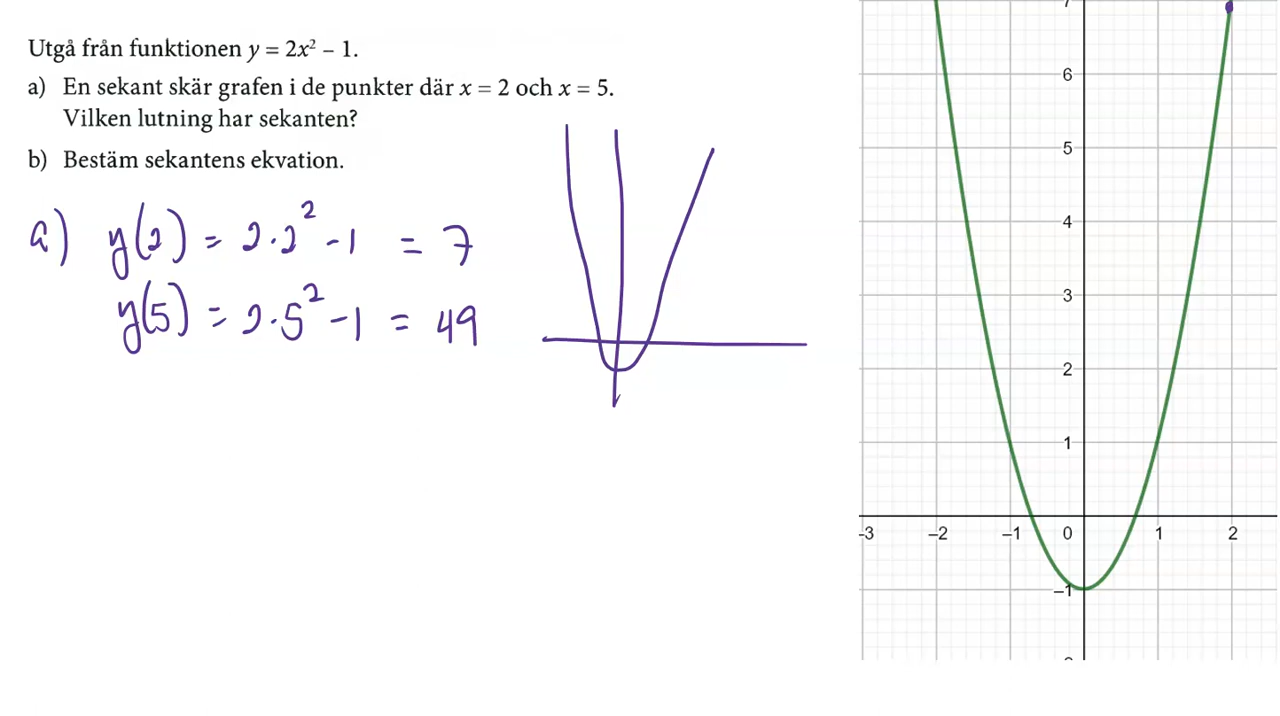 Utgå från funktionen y = 2x² – 1.
a) En sekant skär grafen i de punkter där x = 2 och x = 5.
Vilken lutning har sekanten?
b) Bestäm sekantens ekvation.
a) y(2) = 2·2² -1 = 7
y(5) = 2·5² -1 = 49
7
6
5
4
3
2
1
-3 –2 –1 0 1 2
–1